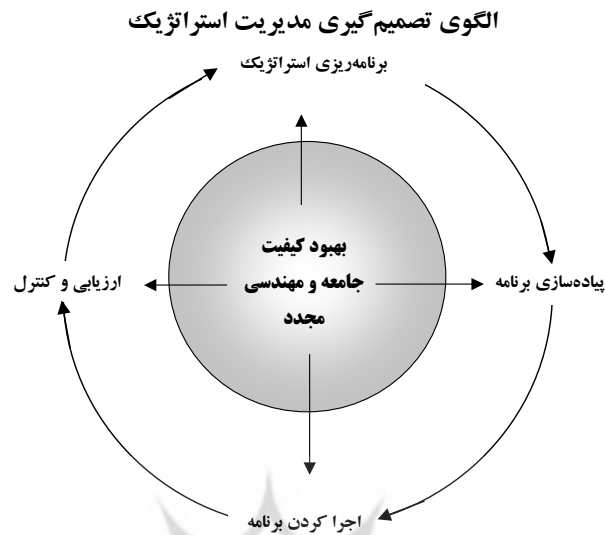 الگوی تصمیم‌گیری مدیریت استراتژیک
برنامه‌ریزی استراتژیک
بهبود کیفیت
جامعه و مهندسی
مجدد
پیاده‌سازی برنامه
ارزیابی و کنترل
اجرا کردن برنامه